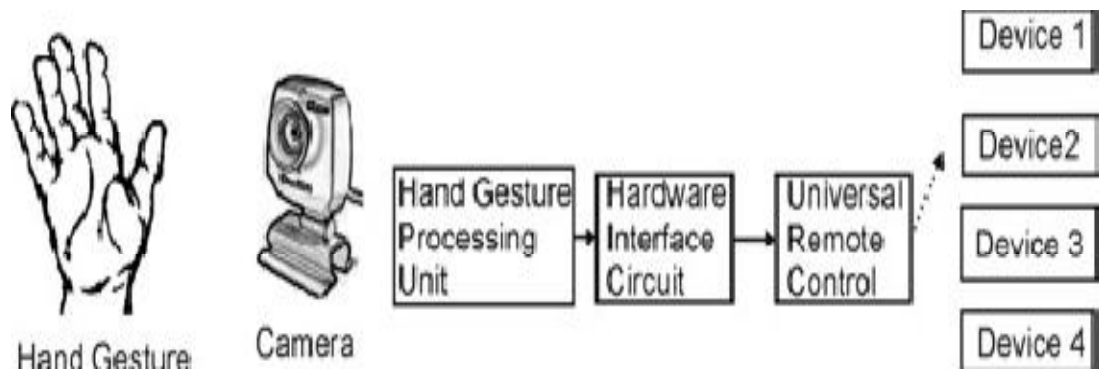 Hand Gesture
Camera
Hand Gesture
Processing
Unit
Hardware
Interface
Circuit
Universal
Remote
Control
Device 1
Device2
Device 3
Device 4